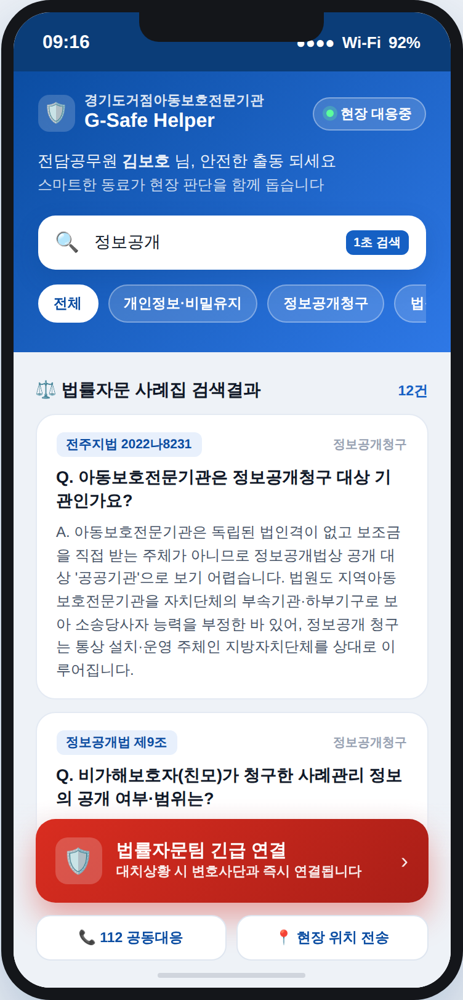 09:16
Wi-Fi 92%
경기도거점아동보호전문기관
G-Safe Helper
현장 대응중
전담공무원 김보호 님, 안전한 출동 되세요
스마트한 동료가 현장 판단을 함께 돕습니다
정보공개
1초 검색
전체
개인정보·비밀유지
정보공개청구
법
법률자문 사례집 검색결과
12건
전주지법 2022나8231
정보공개청구
Q. 아동보호전문기관은 정보공개청구 대상 기
관인가요?
A. 아동보호전문기관은 독립된 법인격이 없고 보조금
을 직접 받는 주체가 아니므로 정보공개법상 공개 대
상 '공공기관'으로 보기 어렵습니다. 법원도 지역아동
보호전문기관을 자치단체의 부속기관·하부기구로 보
아 소송당사자 능력을 부정한 바 있어, 정보공개 청구
는 통상 설치·운영 주체인 지방자치단체를 상대로 이
루어집니다.
정보공개법 제9조
정보공개청구
Q. 비가해보호자(친모)가 청구한 사례관리 정보
의 공개 여부·범위는?
법률자문팀 긴급 연결
대치상황 시 변호사단과 즉시 연결됩니다
›
112 공동대응
현장 위치 전송